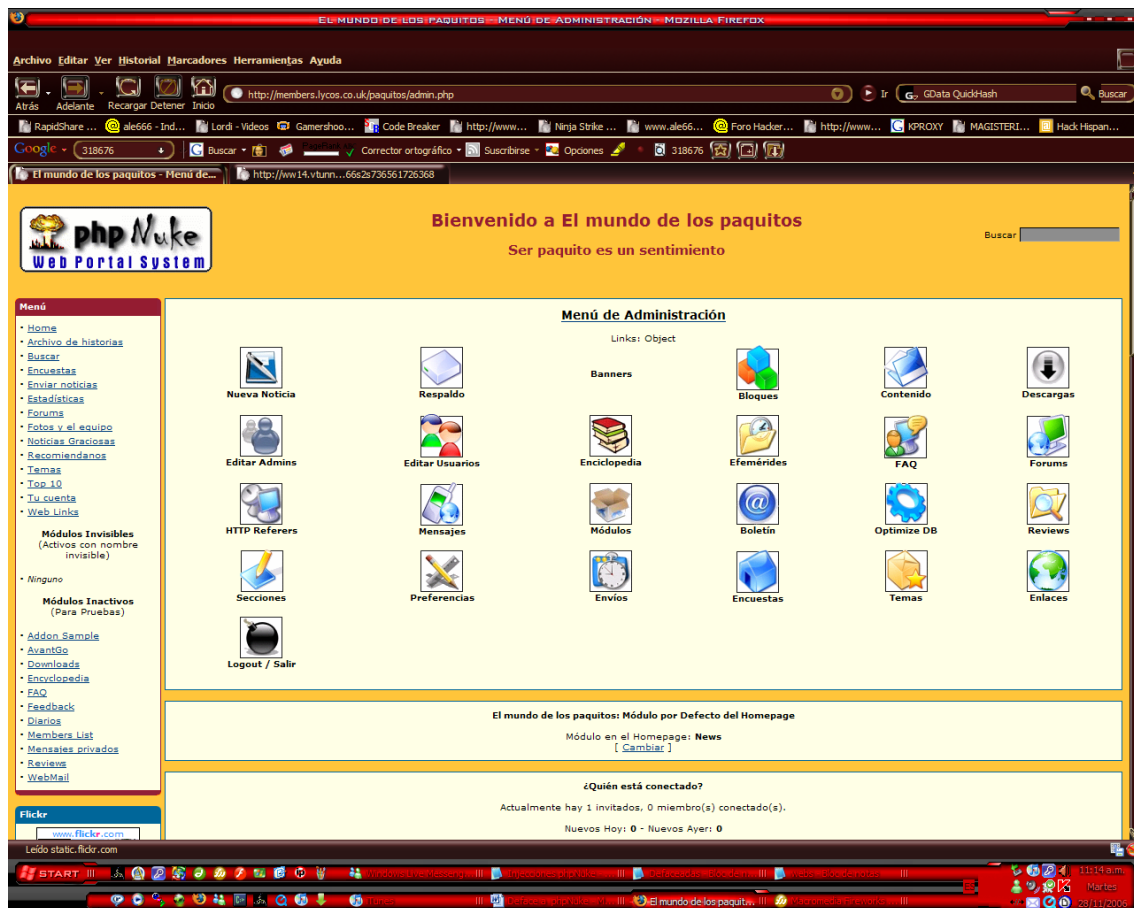 El mundo de los paquitos - Menú de Administración - Mozilla Firefox
Archivo Editar Ver Historial Marcadores Herramientas Ayuda
Atrás Adelante Recargar Detener Inicio http://members.lycos.co.uk/paquitos/admin.php Ir GData QuickHash Buscar
RapidShare ... ale666 - Ind... Lordi - Videos Gamershoo... Code Breaker http://www... Ninja Strike ... www.ale66... Foro Hacker... http://www... KPROXY MAGISTERI... Hack Hispan...
Google 318676 Buscar Corrector ortográfico Suscribirse Opciones 318676
El mundo de los paquitos - Menú de... http://ww14.vtunn...66s2s736561726368
php Nuke
Web Portal System
Bienvenido a El mundo de los paquitos
Ser paquito es un sentimiento
Buscar
Menú
· Home
· Archivo de historias
· Buscar
· Encuestas
· Enviar noticias
· Estadísticas
· Forums
· Fotos y el equipo
· Noticias Graciosas
· Recomiendanos
· Temas
· Top 10
· Tu cuenta
· Web Links
Módulos Invisibles
(Activos con nombre
invisible)
· Ninguno
Módulos Inactivos
(Para Pruebas)
· Addon Sample
· AvantGo
· Downloads
· Encyclopedia
· FAQ
· Feedback
· Diarios
· Members List
· Mensajes privados
· Reviews
· WebMail
Flickr
www.flickr.com
Menú de Administración
Links: Object
Nueva Noticia Respaldo Banners Bloques Contenido Descargas
Editar Admins Editar Usuarios Enciclopedia Efemérides FAQ Forums
HTTP Referers Mensajes Módulos Boletín Optimize DB Reviews
Secciones Preferencias Envíos Encuestas Temas Enlaces
Logout / Salir
El mundo de los paquitos: Módulo por Defecto del Homepage
Módulo en el Homepage: News
[ Cambiar ]
¿Quién está conectado?
Actualmente hay 1 invitados, 0 miembro(s) conectado(s).
Nuevos Hoy: 0 - Nuevos Ayer: 0
Leído static.flickr.com
START Windows Live Messeng... 11:14 a.m.
Martes
iTunes El mundo de los paquit... Macromedia Fireworks 28/11/2006